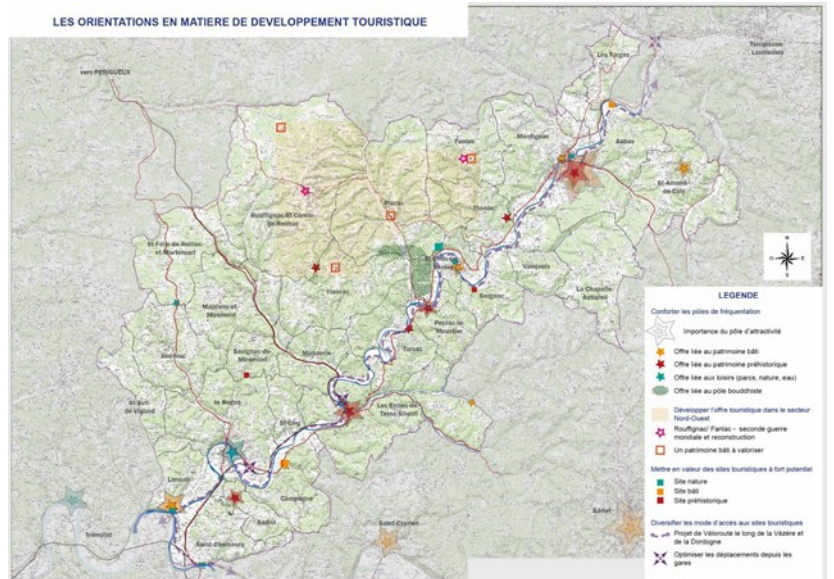 LES ORIENTATIONS EN MATIERE DE DEVELOPPEMENT TOURISTIQUE
Les Farges
Terrasson
Lavilledieu
vers PERIGUEUX
Montignac
Fanlac
Aubas
St-Amand-
de-Coly
Plazac
Thonac
Rouffignac-St-Cernin-
de-Reilhac
St-Félix-de-Reillac-
et-Mortemart
Valojoulx
Fleurac
Sergeac
La Chapelle-
Aubareil
Mauzens-et-
Miremont
Peyzac-le-
Moustier
Tursac
Manaurie
Journiac
Savignac-de-
Miremont
Les Eyzies-de-
Tayac-Sireuil
le Bugue
St-Cirq
Limeuil
Campagne
Audrix
Saint-Chamassy
Trémolat
Saint-Cyprien
Sarlat
N
O
E
S
LEGENDE
Conforter les pôles de fréquentation
Importance du pôle d'attractivité
Offre liée au patrimoine bâti
Offre liée au patrimoine préhistorique
Offre liée aux loisirs (parcs, nature, eau)
Offre liée au pôle bouddhiste
Développer l'offre touristique dans le secteur
Nord-Ouest
Rouffignac/ Fanlac - seconde guerre
mondiale et reconstruction
Un patrimoine bâti à valoriser
Mettre en valeur des sites touristiques à fort potentiel
Site nature
Site bâti
Site préhistorique
Diversifier les mode d'accès aux sites touristiques
Projet de Véloroute le long de la Vézère et
de la Dordogne
Optimiser les déplacements depuis les
gares